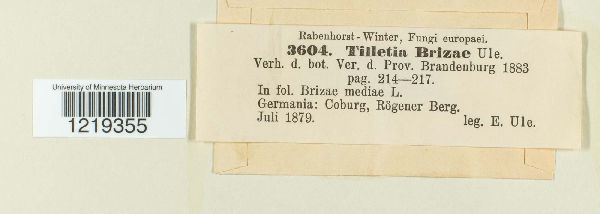 University of Minnesota Herbarium
1219355
Rabenhorst-Winter, Fungi europaei.
3604. Tilletia Brizae Ule.
Verh. d. bot. Ver. d. Prov. Brandenburg 1883
pag. 214—217.
In fol. Brizae mediae L.
Germania: Coburg, Rögener Berg.
Juli 1879. leg. E. Ule.